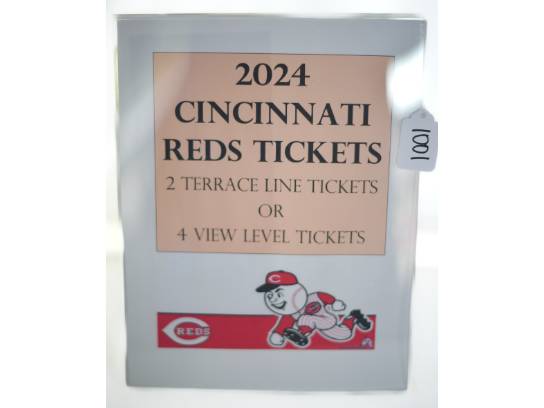 2024
CINCINNATI
REDS TICKETS
2 TERRACE LINE TICKETS
OR
4 VIEW LEVEL TICKETS
1001
REDS